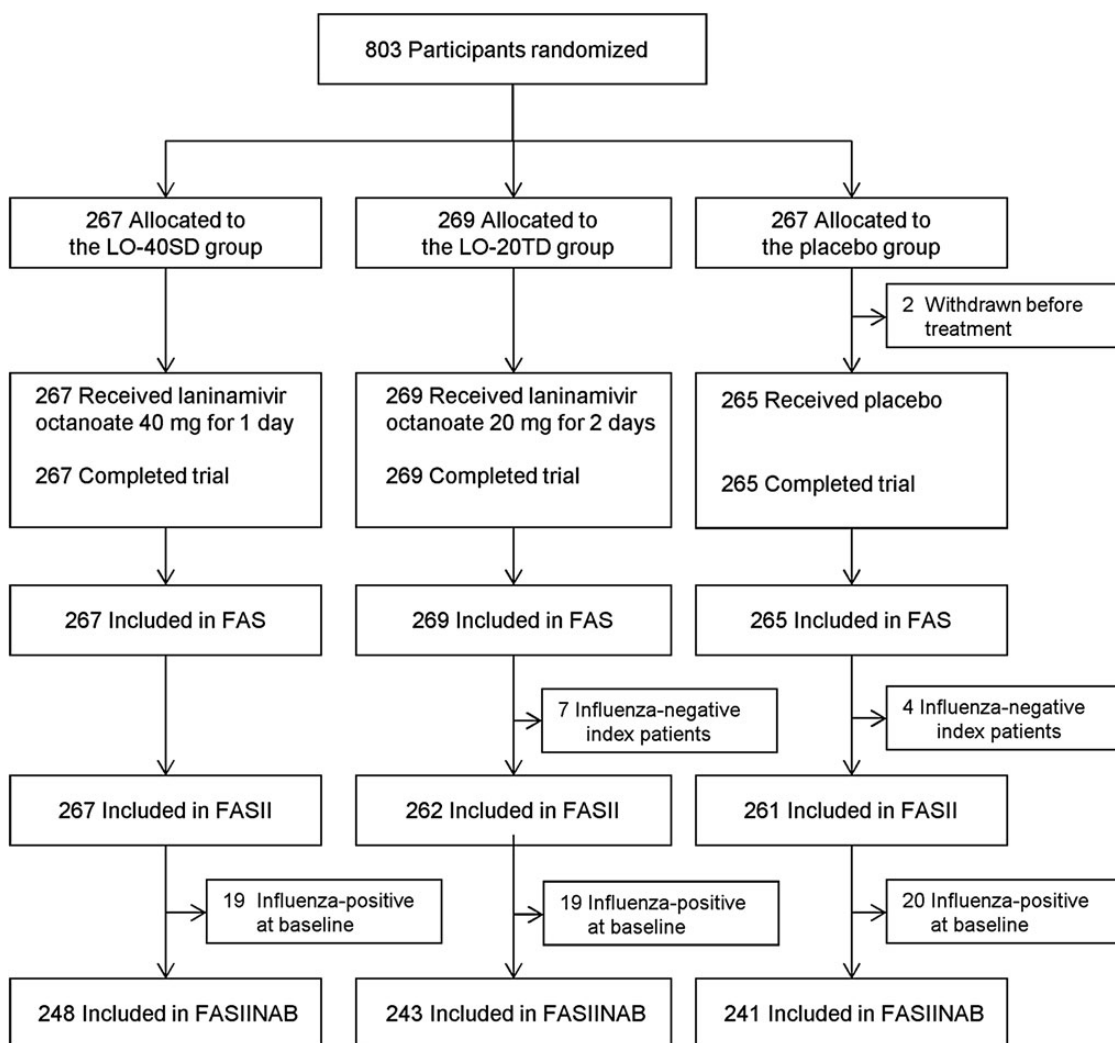 803 Participants randomized
267 Allocated to
the LO-40SD group
269 Allocated to
the LO-20TD group
267 Allocated to
the placebo group
2 Withdrawn before
treatment
267 Received laninamivir
octanoate 40 mg for 1 day
267 Completed trial
269 Received laninamivir
octanoate 20 mg for 2 days
269 Completed trial
265 Received placebo
265 Completed trial
267 Included in FAS
269 Included in FAS
265 Included in FAS
7 Influenza-negative
index patients
4 Influenza-negative
index patients
267 Included in FASII
262 Included in FASII
261 Included in FASII
19 Influenza-positive
at baseline
19 Influenza-positive
at baseline
20 Influenza-positive
at baseline
248 Included in FASIINAB
243 Included in FASIINAB
241 Included in FASIINAB